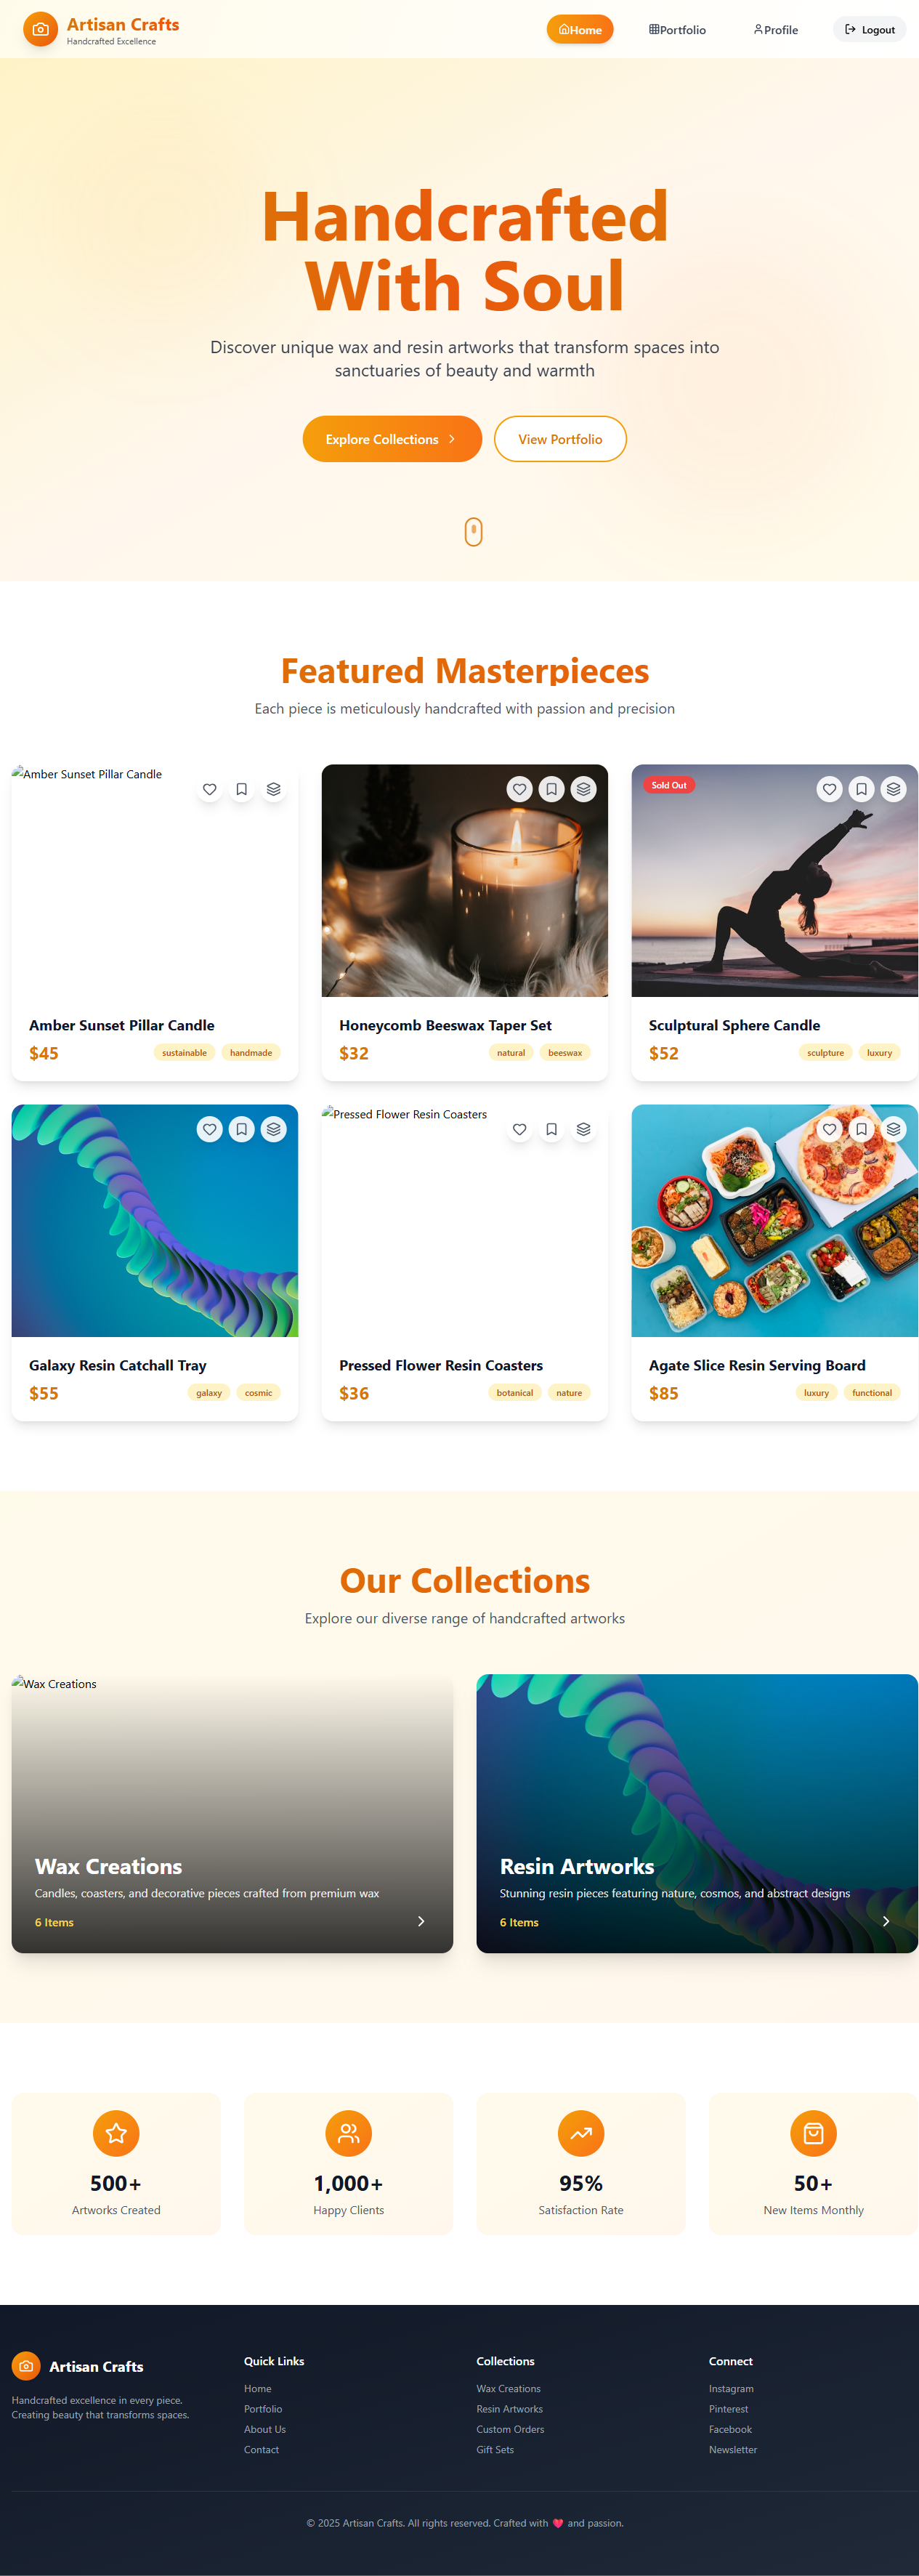 Artisan Crafts
Handcrafted Excellence
Home
Portfolio
Profile
Logout
Handcrafted
With Soul
Discover unique wax and resin artworks that transform spaces into
sanctuaries of beauty and warmth
Explore Collections
View Portfolio
Featured Masterpieces
Each piece is meticulously handcrafted with passion and precision
Amber Sunset Pillar Candle
Amber Sunset Pillar Candle
$45
sustainable
handmade
Honeycomb Beeswax Taper Set
$32
natural
beeswax
Sold Out
Sculptural Sphere Candle
$52
sculpture
luxury
Galaxy Resin Catchall Tray
$55
galaxy
cosmic
Pressed Flower Resin Coasters
Pressed Flower Resin Coasters
$36
botanical
nature
Agate Slice Resin Serving Board
$85
luxury
functional
Our Collections
Explore our diverse range of handcrafted artworks
Wax Creations
Wax Creations
Candles, coasters, and decorative pieces crafted from premium wax
6 Items
Resin Artworks
Stunning resin pieces featuring nature, cosmos, and abstract designs
6 Items
500+
Artworks Created
1,000+
Happy Clients
95%
Satisfaction Rate
50+
New Items Monthly
Artisan Crafts
Handcrafted excellence in every piece.
Creating beauty that transforms spaces.
Quick Links
Home
Portfolio
About Us
Contact
Collections
Wax Creations
Resin Artworks
Custom Orders
Gift Sets
Connect
Instagram
Pinterest
Facebook
Newsletter
© 2025 Artisan Crafts. All rights reserved. Crafted with ❤️ and passion.